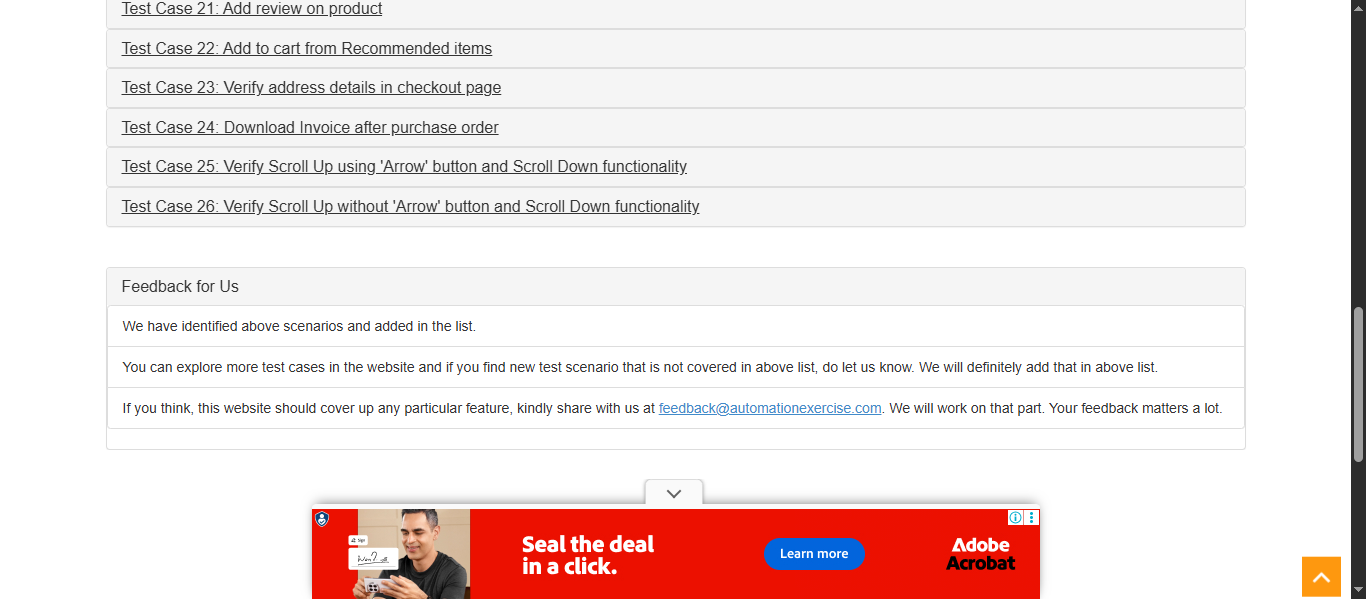 Test Case 21: Add review on product
Test Case 22: Add to cart from Recommended items
Test Case 23: Verify address details in checkout page
Test Case 24: Download Invoice after purchase order
Test Case 25: Verify Scroll Up using 'Arrow' button and Scroll Down functionality
Test Case 26: Verify Scroll Up without 'Arrow' button and Scroll Down functionality
Feedback for Us
We have identified above scenarios and added in the list.
You can explore more test cases in the website and if you find new test scenario that is not covered in above list, do let us know. We will definitely add that in above list.
If you think, this website should cover up any particular feature, kindly share with us at feedback@automationexercise.com. We will work on that part. Your feedback matters a lot.
Seal the deal
in a click.
Learn more
Adobe
Acrobat